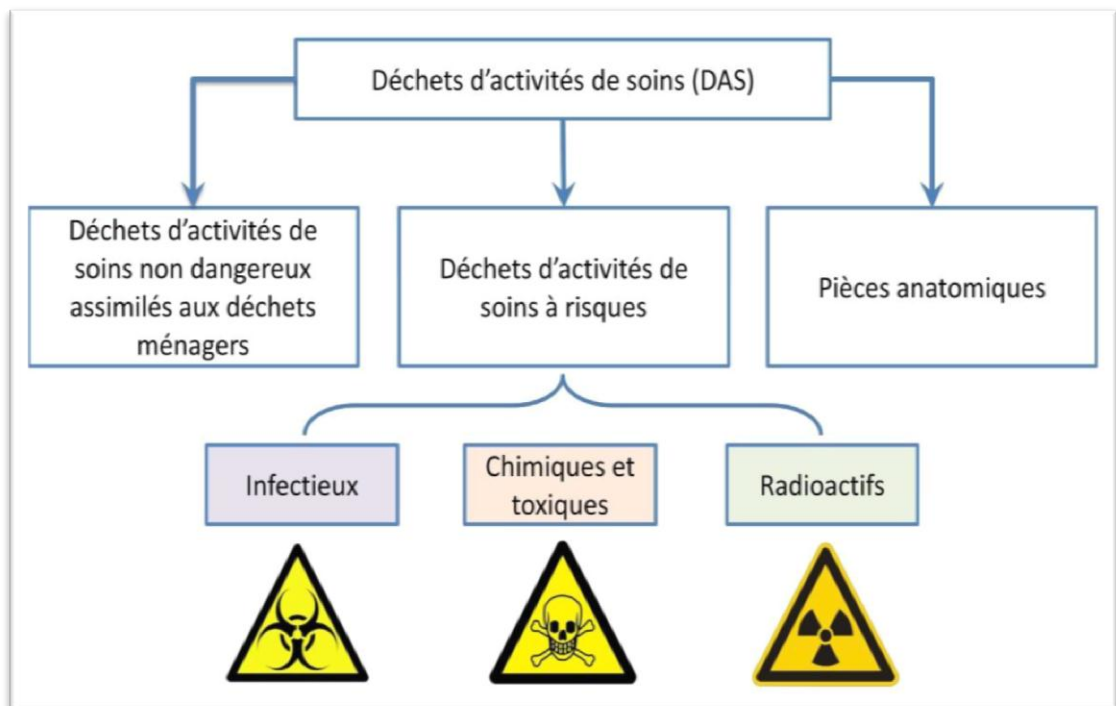 Déchets d'activités de soins (DAS)
Déchets d'activités de
soins non dangereux
assimilés aux déchets
ménagers
Déchets d'activités de
soins à risques
Pièces anatomiques
Infectieux
Chimiques et
toxiques
Radioactifs